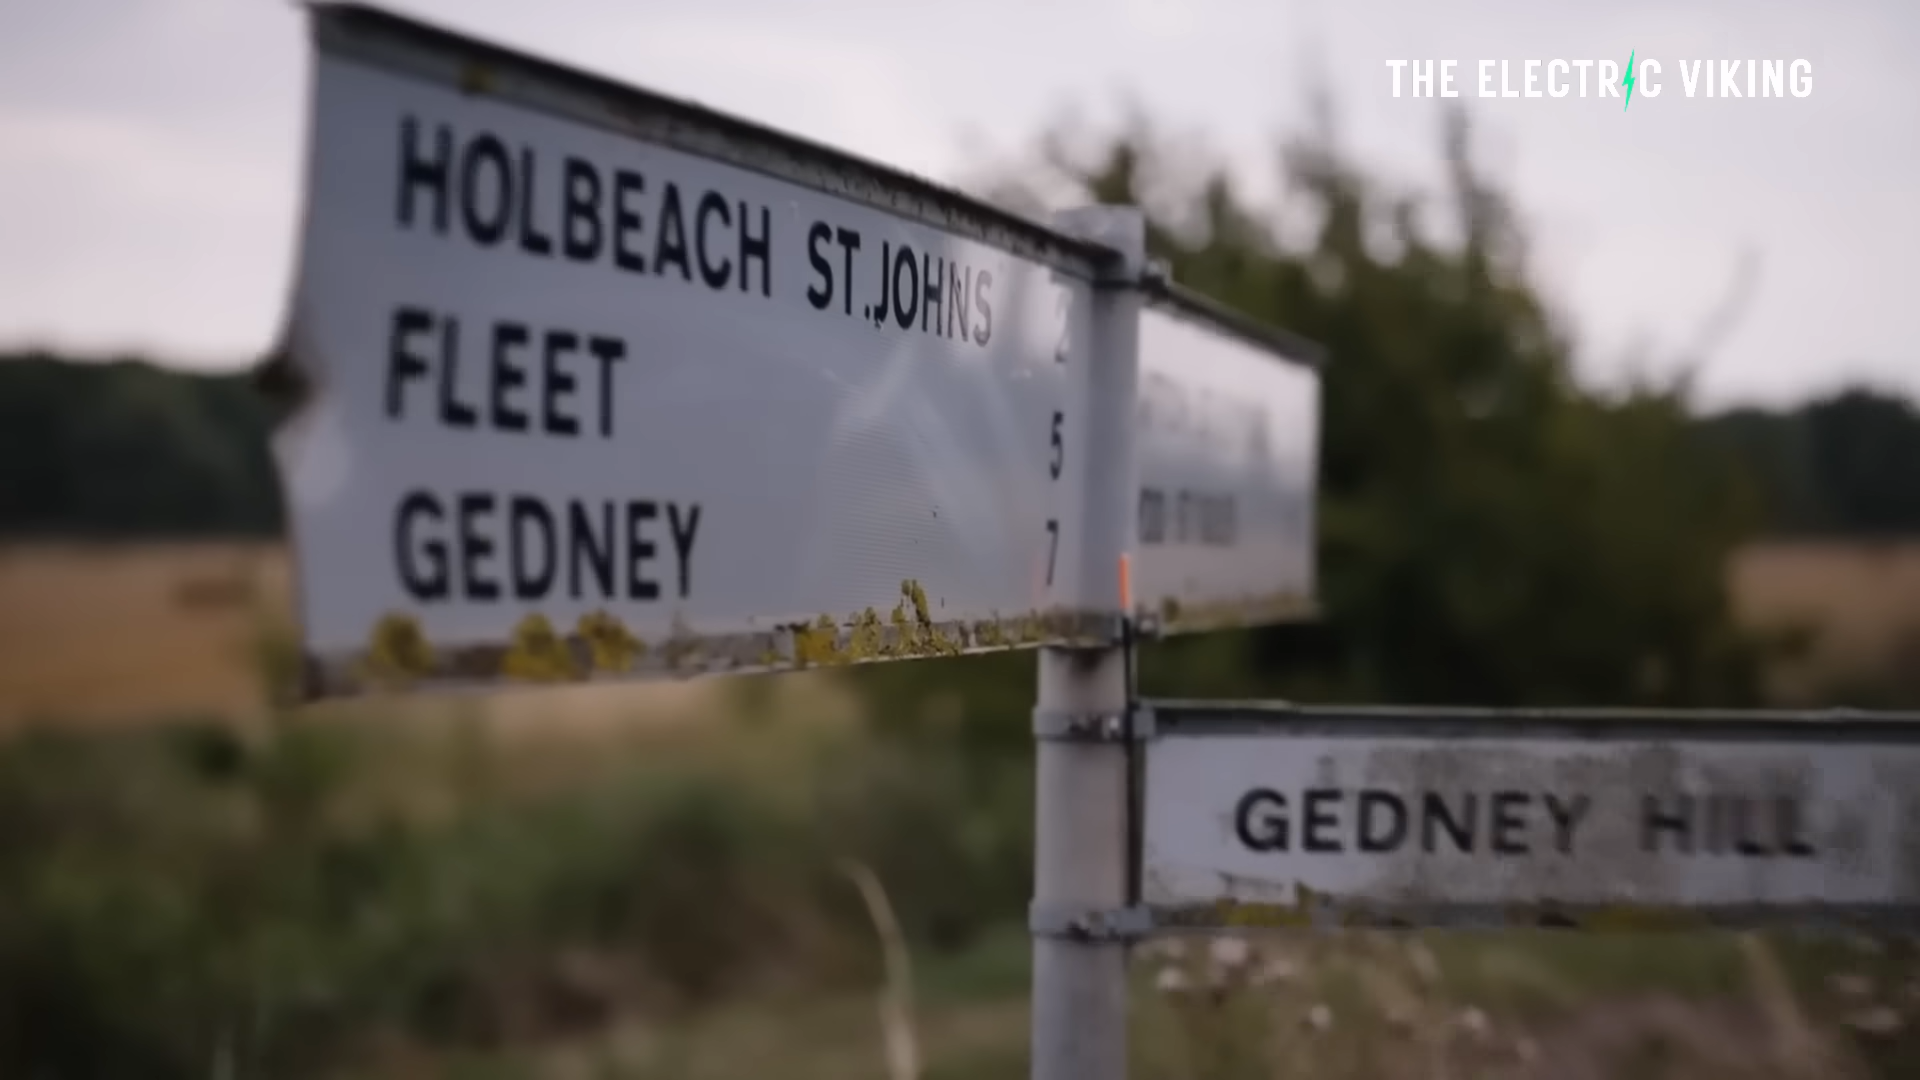 THE ELECTRIC VIKING
HOLBEACH ST.JOHNS 2
FLEET 5
GEDNEY 7
GEDNEY HILL